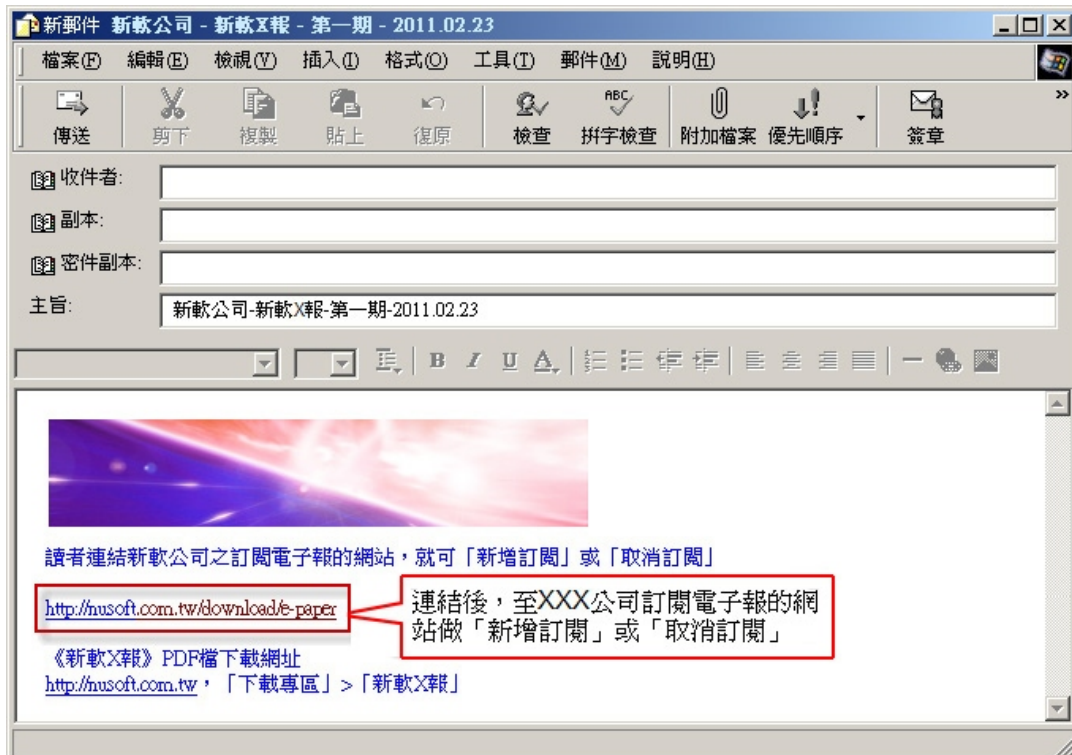 新郵件 新軟公司 - 新軟X報 - 第一期 - 2011.02.23
檔案(F) 編輯(E) 檢視(V) 插入(I) 格式(O) 工具(T) 郵件(M) 說明(H)
ABC
傳送 剪下 複製 貼上 復原 檢查 拼字檢查 附加檔案 優先順序 簽章
收件者:
副本:
密件副本:
主旨: 新軟公司-新軟X報-第一期-2011.02.23
B I U A
讀者連結新軟公司之訂閱電子報的網站，就可「新增訂閱」或「取消訂閱」
http://nusoft.com.tw/download/e-paper
連結後，至XXX公司訂閱電子報的網
站做「新增訂閱」或「取消訂閱」
《新軟X報》PDF檔下載網址
http://nusoft.com.tw，「下載專區」>「新軟X報」